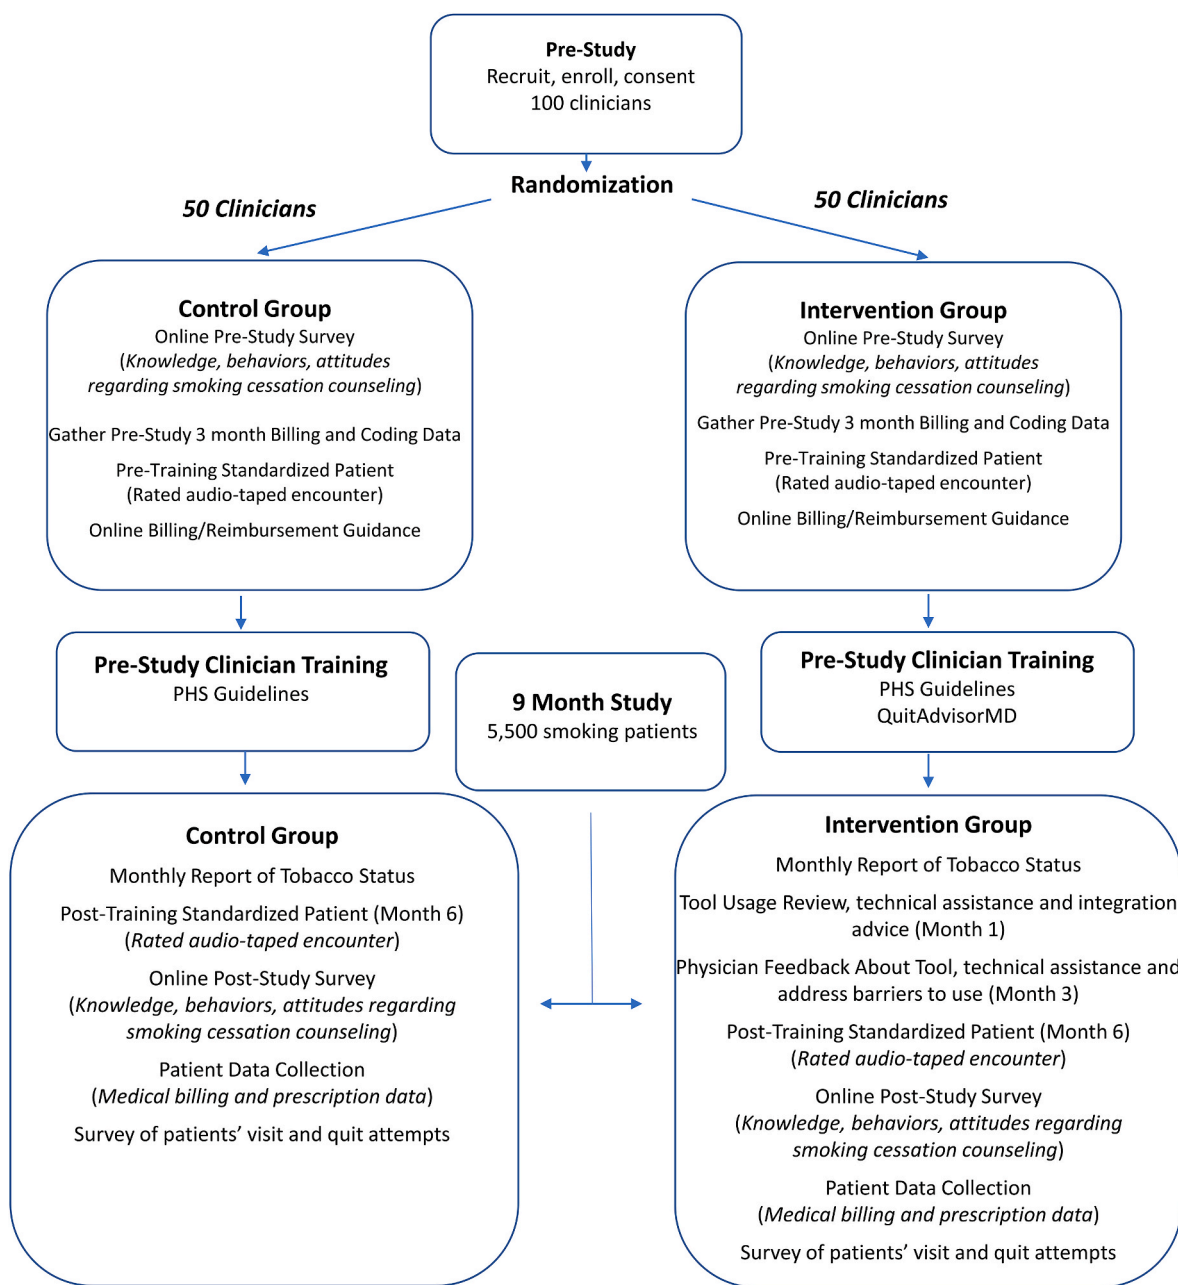 Pre-Study
Recruit, enroll, consent
100 clinicians
Randomization
50 Clinicians
50 Clinicians
Control Group
Online Pre-Study Survey
(Knowledge, behaviors, attitudes
regarding smoking cessation counseling)
Gather Pre-Study 3 month Billing and Coding Data
Pre-Training Standardized Patient
(Rated audio-taped encounter)
Online Billing/Reimbursement Guidance
Intervention Group
Online Pre-Study Survey
(Knowledge, behaviors, attitudes
regarding smoking cessation counseling)
Gather Pre-Study 3 month Billing and Coding Data
Pre-Training Standardized Patient
(Rated audio-taped encounter)
Online Billing/Reimbursement Guidance
Pre-Study Clinician Training
PHS Guidelines
9 Month Study
5,500 smoking patients
Pre-Study Clinician Training
PHS Guidelines
QuitAdvisorMD
Control Group
Monthly Report of Tobacco Status
Post-Training Standardized Patient (Month 6)
(Rated audio-taped encounter)
Online Post-Study Survey
(Knowledge, behaviors, attitudes regarding
smoking cessation counseling)
Patient Data Collection
(Medical billing and prescription data)
Survey of patients’ visit and quit attempts
Intervention Group
Monthly Report of Tobacco Status
Tool Usage Review, technical assistance and integration
advice (Month 1)
Physician Feedback About Tool, technical assistance and
address barriers to use (Month 3)
Post-Training Standardized Patient (Month 6)
(Rated audio-taped encounter)
Online Post-Study Survey
(Knowledge, behaviors, attitudes regarding
smoking cessation counseling)
Patient Data Collection
(Medical billing and prescription data)
Survey of patients’ visit and quit attempts